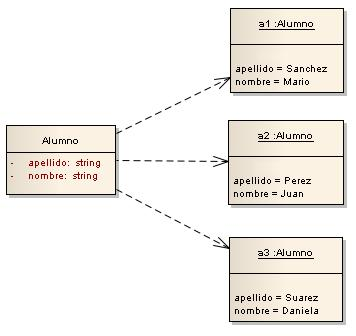 a1 :Alumno
apellido = Sanchez
nombre = Mario
Alumno
- apellido: string
- nombre: string
a2 :Alumno
apellido = Perez
nombre = Juan
a3 :Alumno
apellido = Suarez
nombre = Daniela